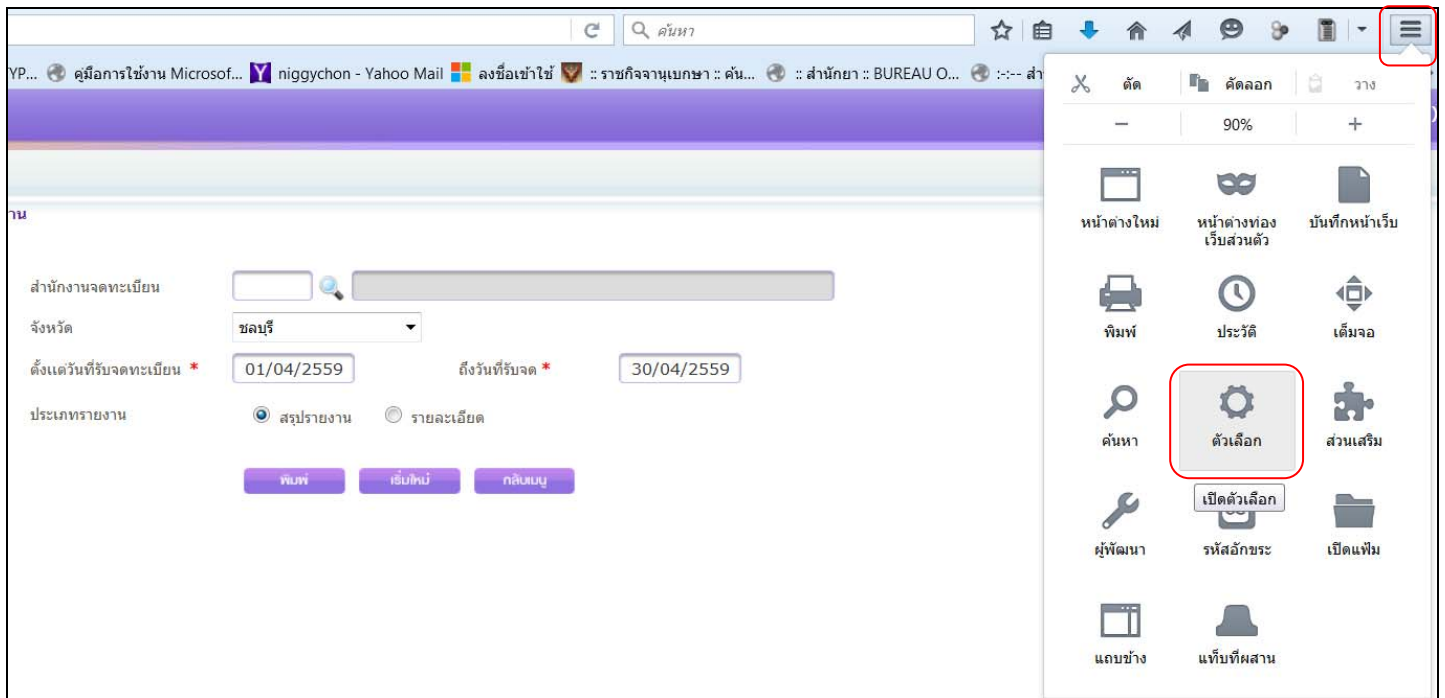 ค้นหา
YP... คู่มือการใช้งาน Microsof... niggychon - Yahoo Mail ลงชื่อเข้าใช้ :: ราชกิจจานุเบกษา :: ค้น... :: สำนักยา :: BUREAU O... :-:-- สำ
ตัด คัดลอก วาง
− 90% +
หน้าต่างใหม่ หน้าต่างท่อง บันทึกหน้าเว็บ
เว็บส่วนตัว
าน
สำนักงานจดทะเบียน
พิมพ์ ประวัติ เต็มจอ
จังหวัด ชลบุรี
ตั้งแต่วันที่รับจดทะเบียน * 01/04/2559 ถึงวันที่รับจด * 30/04/2559
ประเภทรายงาน สรุปรายงาน รายละเอียด
ค้นหา ตัวเลือก ส่วนเสริม
พิมพ์ เริ่มใหม่ กลับเมนู
เปิดตัวเลือก
ผู้พัฒนา รหัสอักขระ เปิดแฟ้ม
แถบข้าง แท็บที่ผสาน